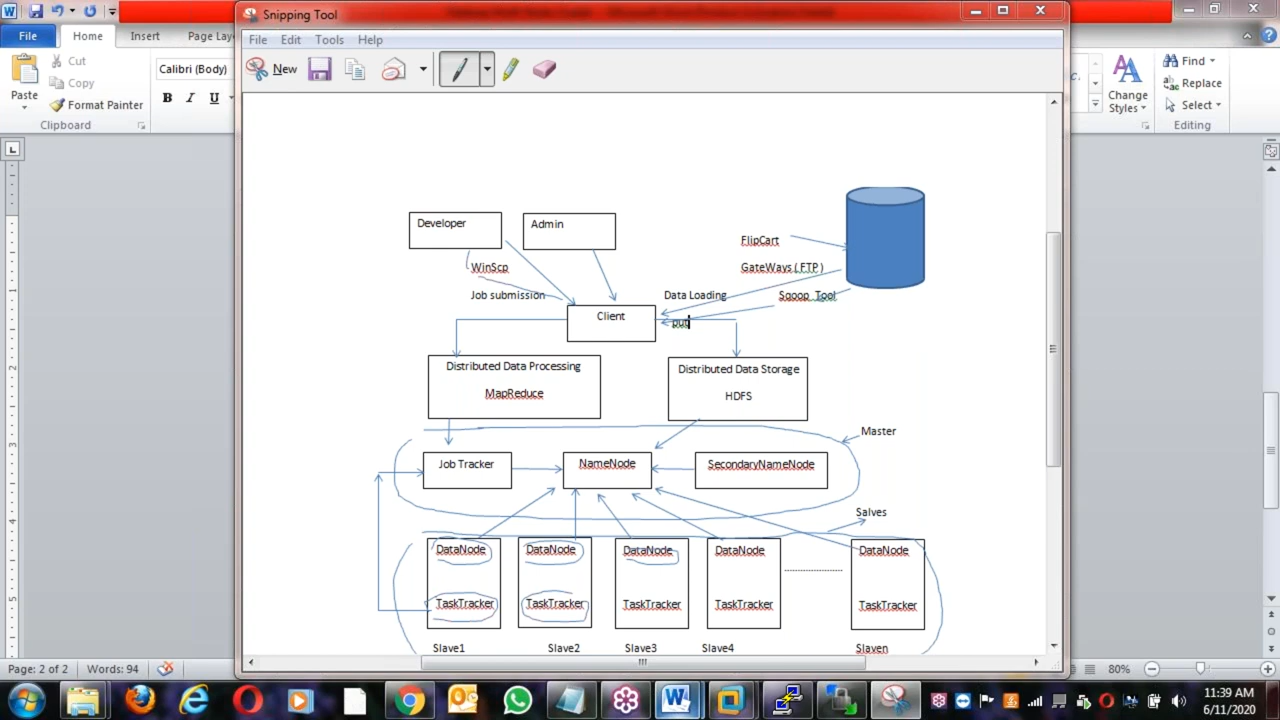 Snipping Tool
File Home Insert Page Lay
File Edit Tools Help
Cut
Copy
Paste
Format Painter
Clipboard
Calibri (Body)
B I U
New
Change
Styles
Find
Replace
Select
Editing
Developer
Admin
FlipCart
WinScp
GateWays ( FTP )
Job submission
Data Loading
Sqoop Tool
Client
put
Distributed Data Processing
MapReduce
Distributed Data Storage
HDFS
Master
Job Tracker
NameNode
SecondaryNameNode
Salves
DataNode DataNode DataNode DataNode DataNode
TaskTracker TaskTracker TaskTracker TaskTracker TaskTracker
Slave1 Slave2 Slave3 Slave4 Slaven
Page: 2 of 2 Words: 94
80%
11:39 AM
6/11/2020